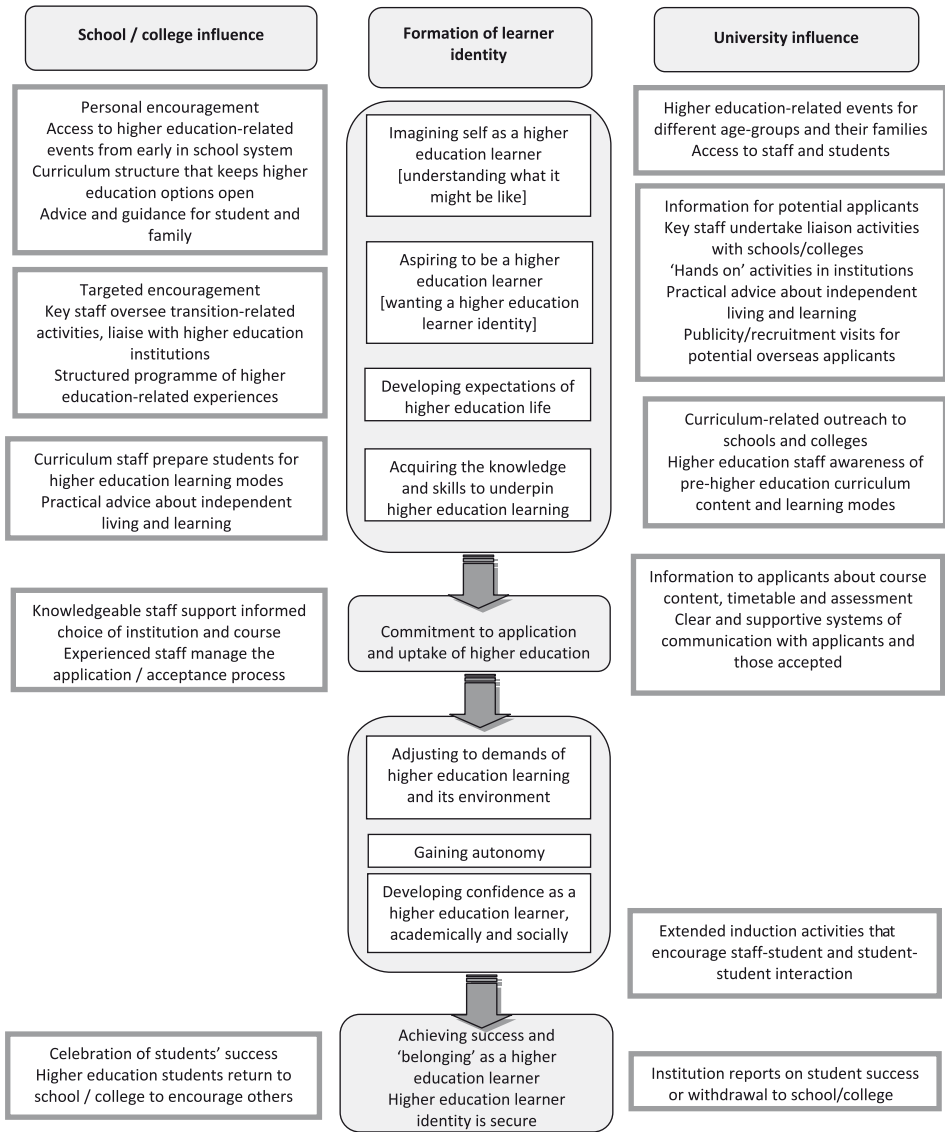 School / college influence
Formation of learner
identity
University influence
Personal encouragement
Access to higher education-related
events from early in school system
Curriculum structure that keeps higher
education options open
Advice and guidance for student and
family
Targeted encouragement
Key staff oversee transition-related
activities, liaise with higher education
institutions
Structured programme of higher
education-related experiences
Curriculum staff prepare students for
higher education learning modes
Practical advice about independent
living and learning
Knowledgeable staff support informed
choice of institution and course
Experienced staff manage the
application / acceptance process
Celebration of students’ success
Higher education students return to
school / college to encourage others
Imagining self as a higher
education learner
[understanding what it
might be like]
Aspiring to be a higher
education learner
[wanting a higher education
learner identity]
Developing expectations of
higher education life
Acquiring the knowledge
and skills to underpin
higher education learning
Commitment to application
and uptake of higher education
Adjusting to demands of
higher education learning
and its environment
Gaining autonomy
Developing confidence as a
higher education learner,
academically and socially
Achieving success and
‘belonging’ as a higher
education learner
Higher education learner
identity is secure
Higher education-related events for
different age-groups and their families
Access to staff and students
Information for potential applicants
Key staff undertake liaison activities
with schools/colleges
‘Hands on’ activities in institutions
Practical advice about independent
living and learning
Publicity/recruitment visits for
potential overseas applicants
Curriculum-related outreach to
schools and colleges
Higher education staff awareness of
pre-higher education curriculum
content and learning modes
Information to applicants about course
content, timetable and assessment
Clear and supportive systems of
communication with applicants and
those accepted
Extended induction activities that
encourage staff-student and student-
student interaction
Institution reports on student success
or withdrawal to school/college